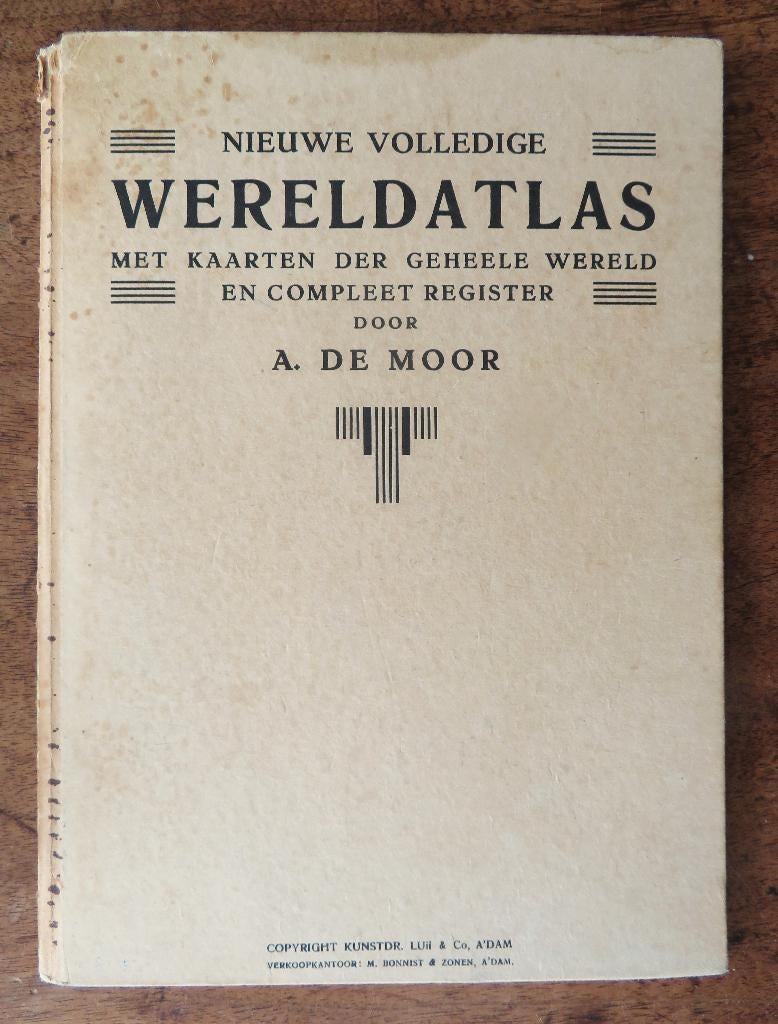 NIEUWE VOLLEDIGE
WERELDATLAS
MET KAARTEN DER GEHEELE WERELD
EN COMPLEET REGISTER
DOOR
A. DE MOOR
COPYRIGHT KUNSTDR. LUii & Co, A'DAM
VERKOOPKANTOOR: M. BONNIST & ZONEN, A'DAM.